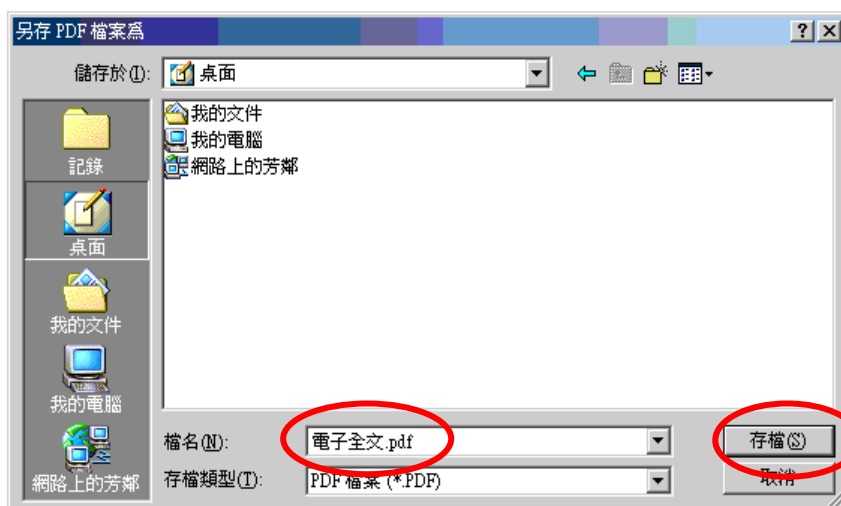 另存 PDF 檔案爲
儲存於(I): 桌面
我的文件
我的電腦
網路上的芳鄰
記錄
桌面
我的文件
我的電腦
網路上的芳鄰
檔名(N): 電子全文.pdf 存檔(S)
存檔類型(T): PDF 檔案 (*.PDF) 取消